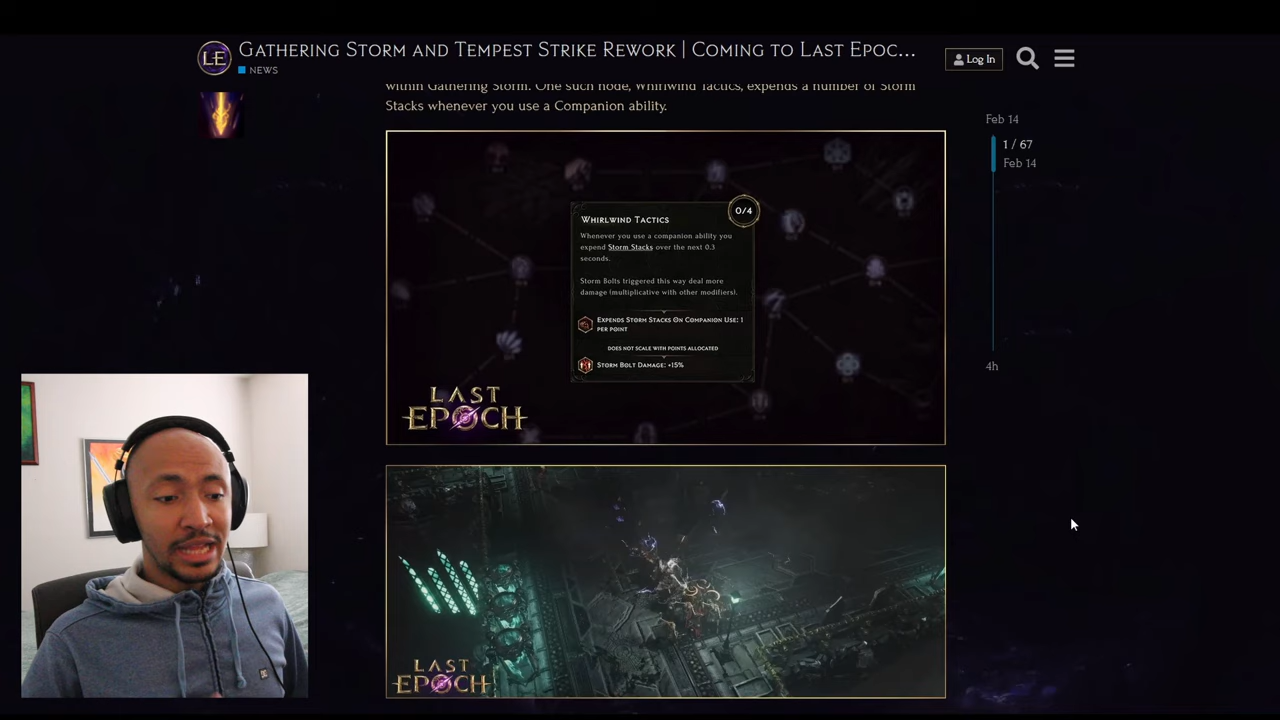 LE
Gathering Storm and Tempest Strike Rework | Coming to Last Epoc...
NEWS
Log In
within Gathering Storm. One such node, Whirlwind Tactics, expends a number of Storm
Stacks whenever you use a Companion ability.
Feb 14
1 / 67
Feb 14
4h
Whirlwind Tactics
0/4
Whenever you use a companion ability you
expend Storm Stacks over the next 0.3
seconds.
Storm Bolts triggered this way deal more
damage (multiplicative with other modifiers).
Expends Storm Stacks On Companion Use: 1
per point
DOES NOT SCALE WITH POINTS ALLOCATED
Storm Bolt Damage: +15%
LAST
EPOCH
LAST
EPOCH